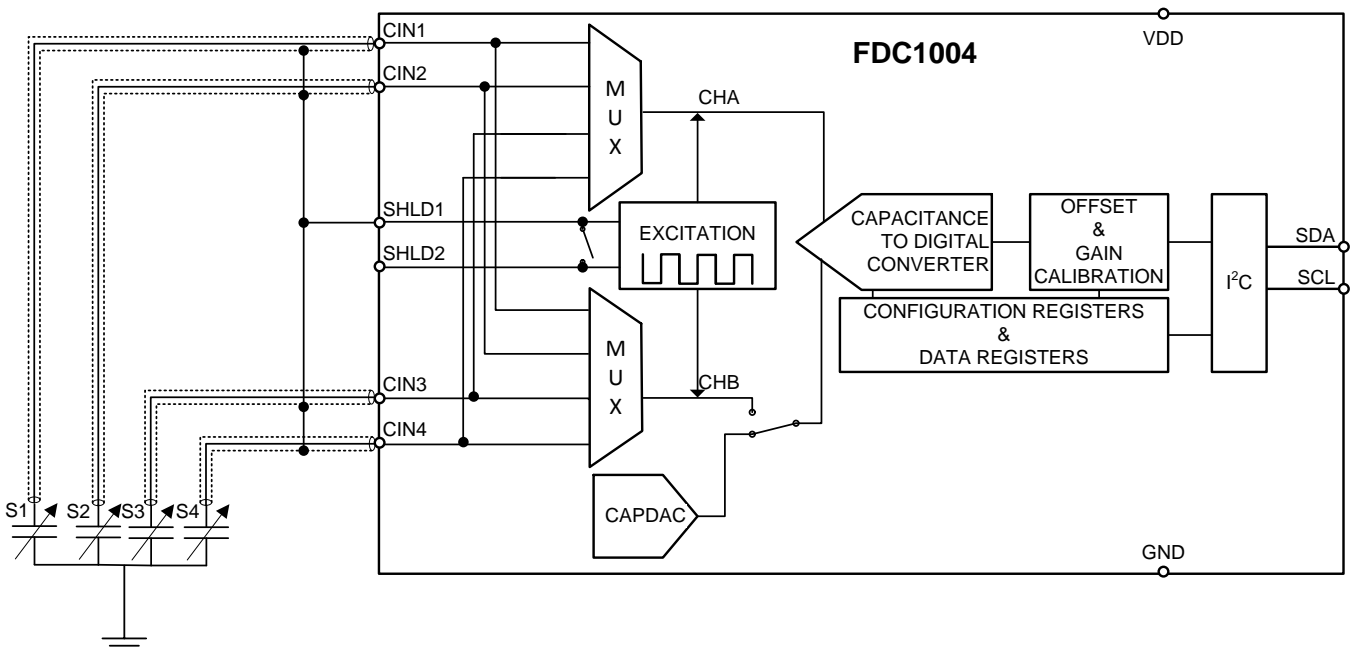 CIN1
FDC1004
VDD
CIN2
M
U
X
CHA
SHLD1
EXCITATION
SHLD2
CAPACITANCE
TO DIGITAL
CONVERTER
OFFSET
&
GAIN
CALIBRATION
I²C
SDA
SCL
CONFIGURATION REGISTERS
&
DATA REGISTERS
M
U
X
CHB
CIN3
CIN4
CAPDAC
S1
S2
S3
S4
GND